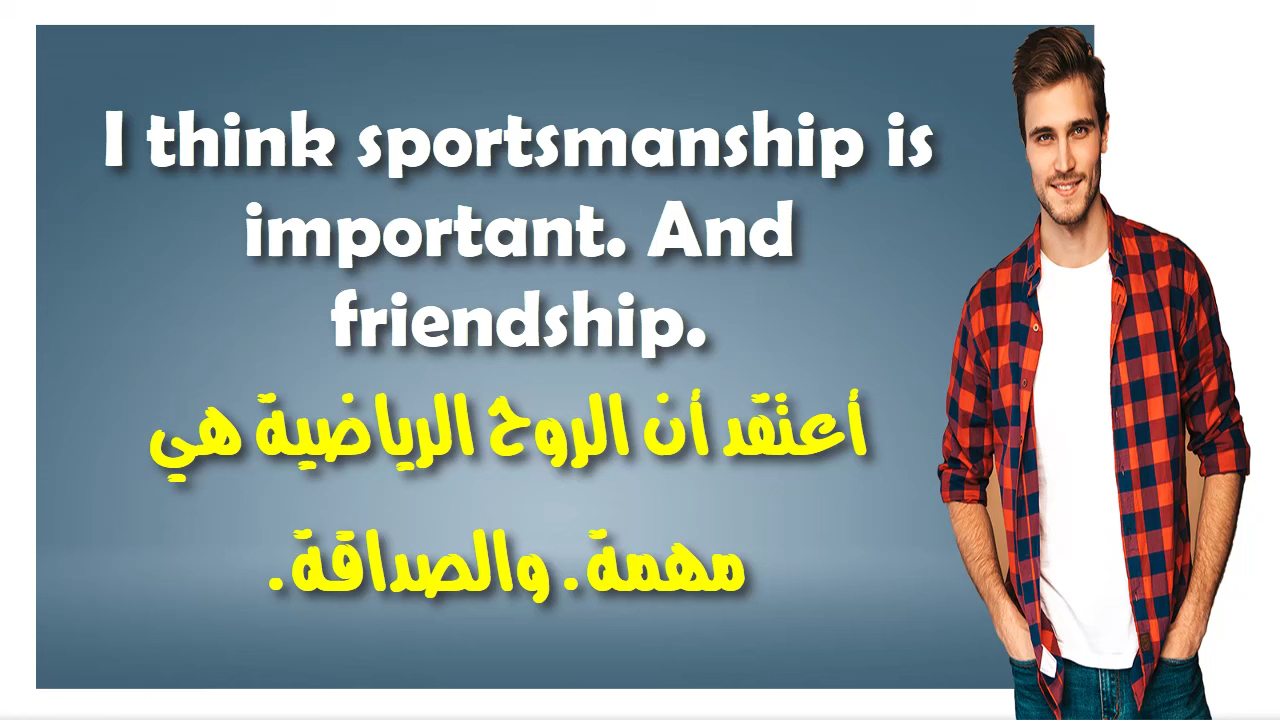 I think sportsmanship is
important. And
friendship.
أعتقد أن الروح الرياضية هي
مهمة. والصداقة.